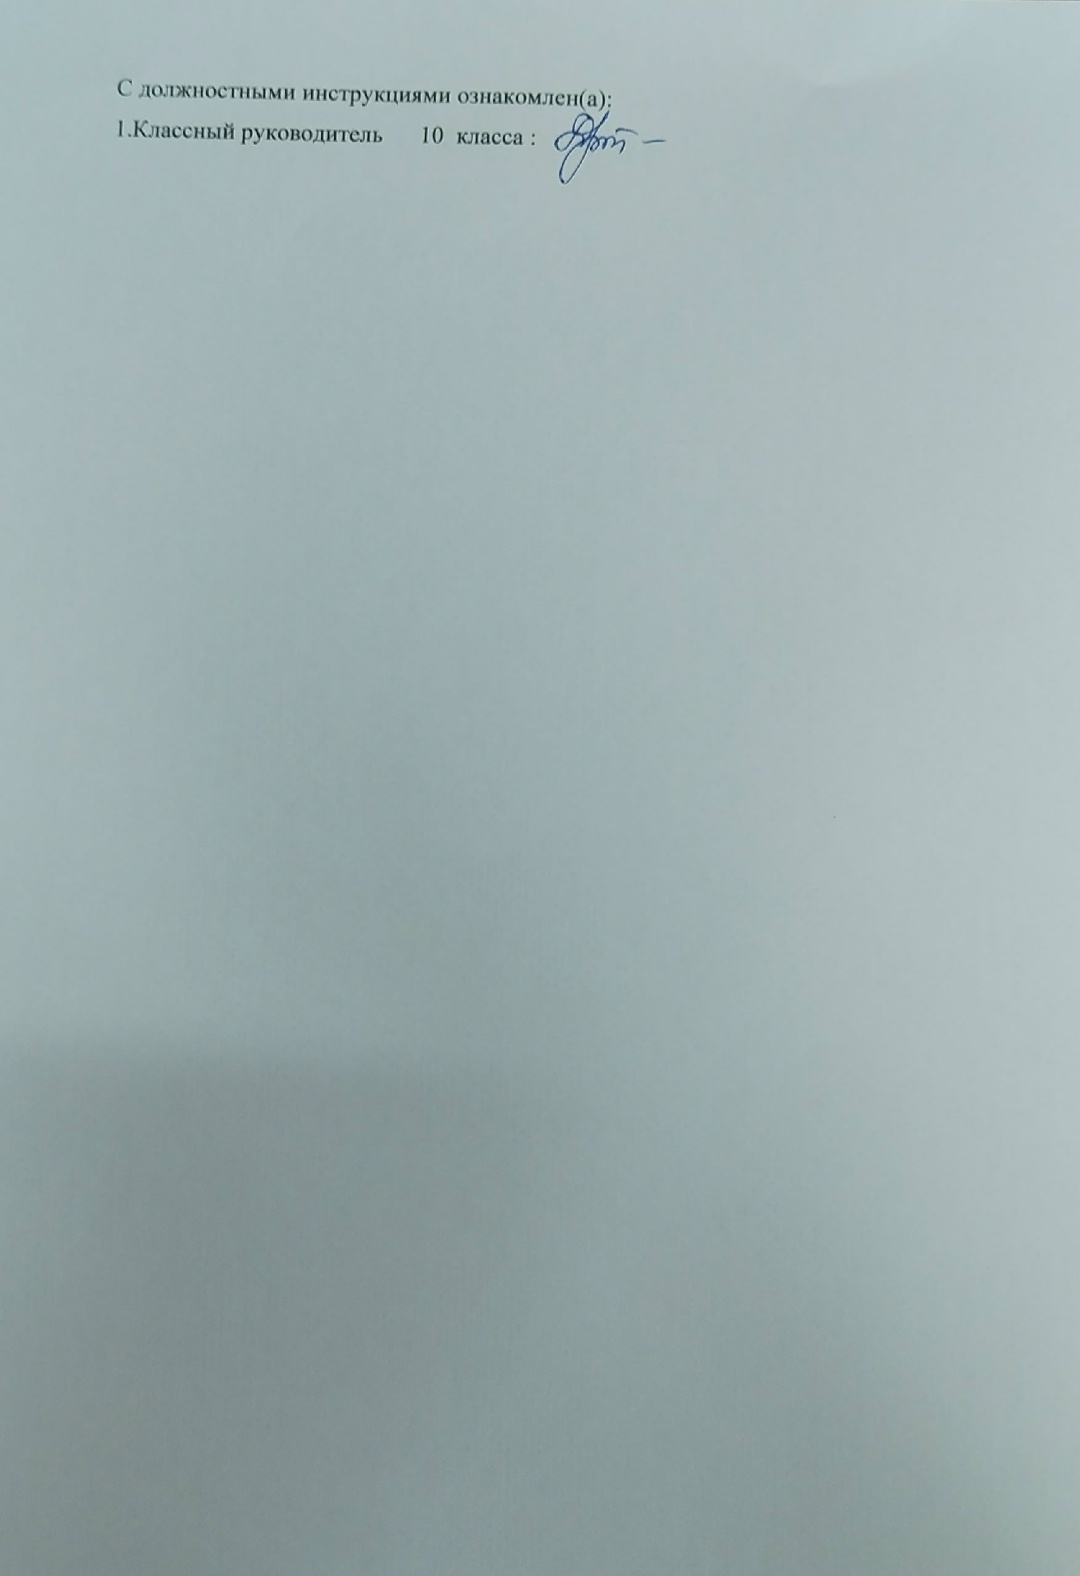 С должностными инструкциями ознакомлен(а):
1.Классный руководитель 10 класса :